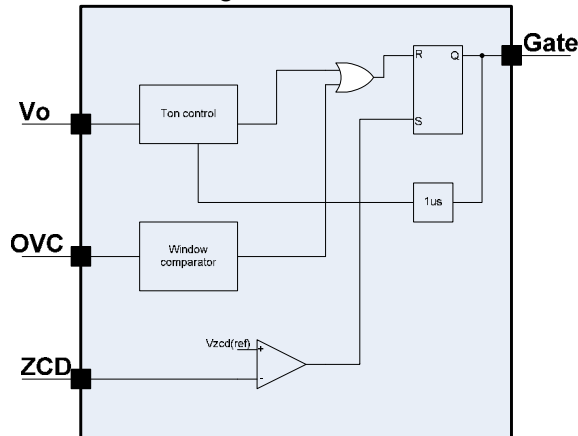 Gate
R
Q
Vo
Ton control
S
1us
OVC
Window
comparator
Vzcd(ref)
+
ZCD
-